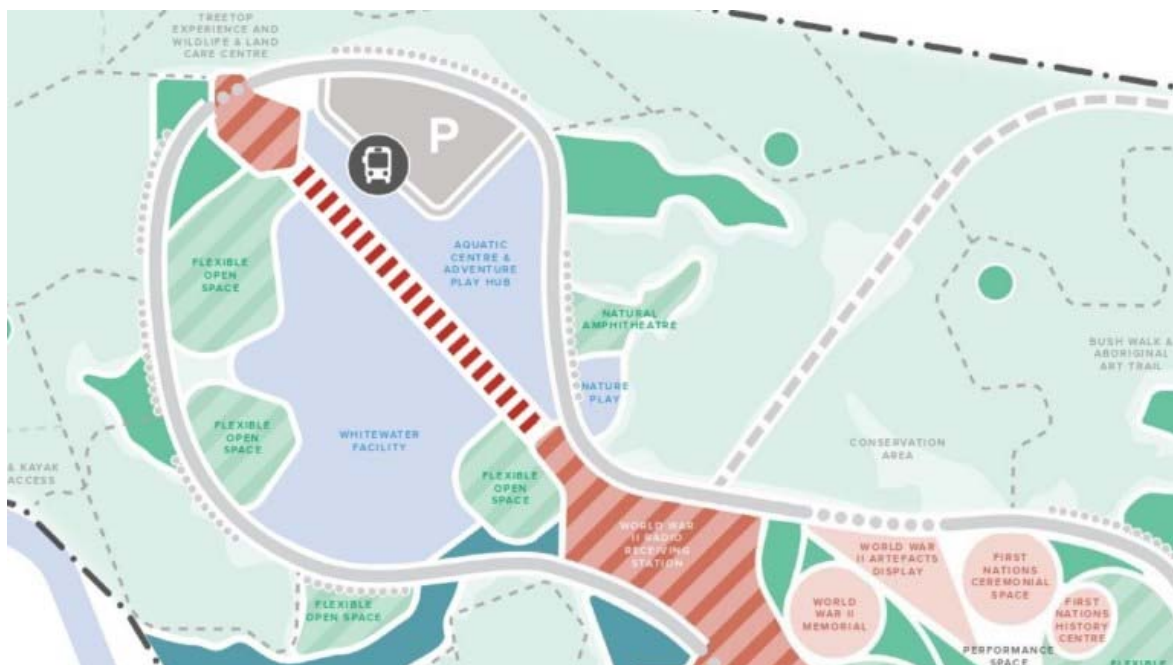 TREETOP
EXPERIENCE AND
WILDLIFE & LAND
CARE CENTRE
P
AQUATIC
CENTRE &
ADVENTURE
PLAY HUB
FLEXIBLE
OPEN
SPACE
NATURAL
AMPHITHEATRE
BUSH WALK &
ABORIGINAL
ART TRAIL
NATURE
PLAY
FLEXIBLE
OPEN
SPACE
WHITEWATER
FACILITY
CONSERVATION
AREA
& KAYAK
ACCESS
FLEXIBLE
OPEN
SPACE
WORLD WAR
II RADIO
RECEIVING
STATION
WORLD WAR
II ARTEFACTS
DISPLAY
FIRST
NATIONS
CEREMONIAL
SPACE
FLEXIBLE
OPEN SPACE
WORLD
WAR II
MEMORIAL
FIRST
NATIONS
HISTORY
CENTRE
PERFORMANCE
SPACE
FLEXIBLE